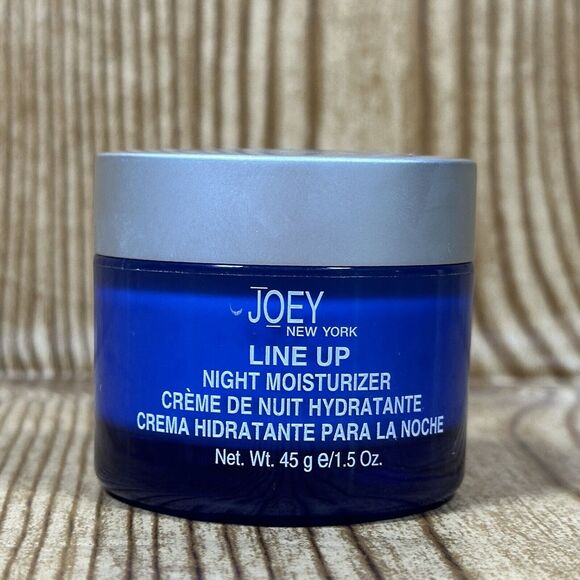 JOEY
NEW YORK
LINE UP
NIGHT MOISTURIZER
CRÈME DE NUIT HYDRATANTE
CREMA HIDRATANTE PARA LA NOCHE
Net. Wt. 45 g e/1.5 Oz.